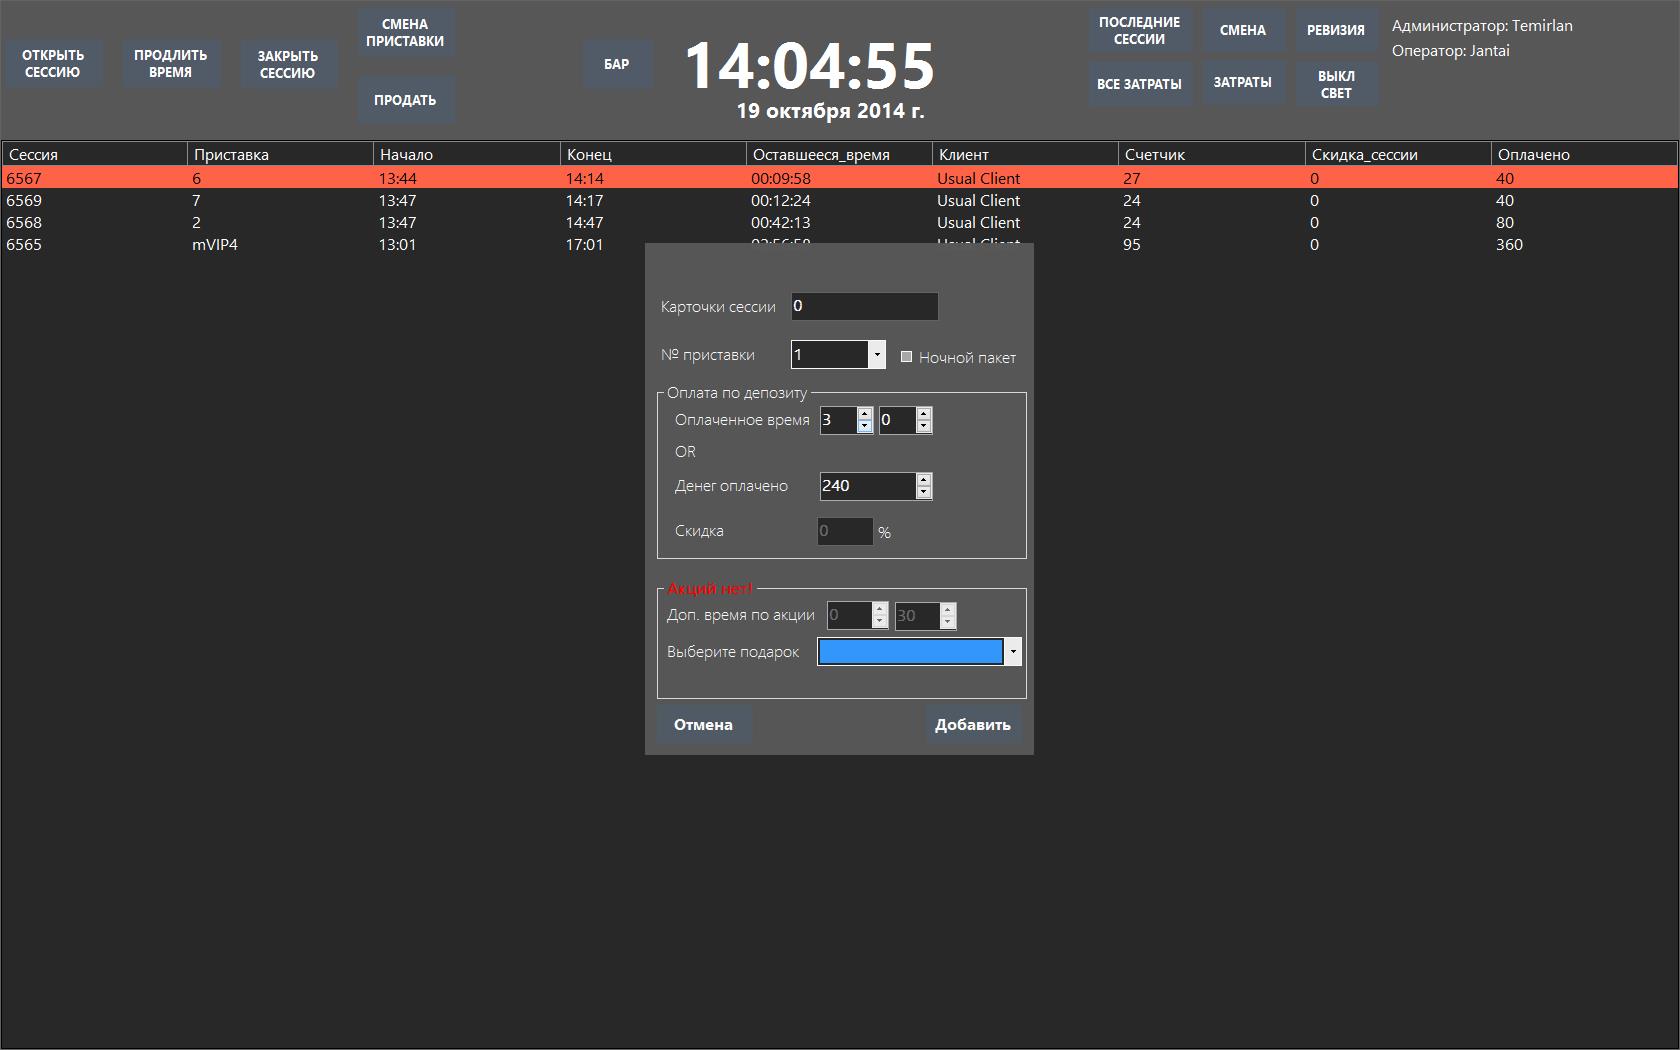 ОТКРЫТЬ
СЕССИЮ
ПРОДЛИТЬ
ВРЕМЯ
ЗАКРЫТЬ
СЕССИЮ
СМЕНА
ПРИСТАВКИ
ПРОДАТЬ
БАР
14:04:55
19 октября 2014 г.
ПОСЛЕДНИЕ
СЕССИИ
СМЕНА
РЕВИЗИЯ
ВСЕ ЗАТРАТЫ
ЗАТРАТЫ
ВЫКЛ
СВЕТ
Администратор: Temirlan
Оператор: Jantai
Сессия Приставка Начало Конец Оставшееся_время Клиент Счетчик Скидка_сессии Оплачено
6567 6 13:44 14:14 00:09:58 Usual Client 27 0 40
6569 7 13:47 14:17 00:12:24 Usual Client 24 0 40
6568 2 13:47 14:47 00:42:13 Usual Client 24 0 80
6565 mVIP4 13:01 17:01 02:56:58 Usual Client 95 0 360
Карточки сессии 0
№ приставки 1 Ночной пакет
Оплата по депозиту
Оплаченное время 3 0
OR
Денег оплачено 240
Скидка 0 %
Акций нет!
Доп. время по акции 0 30
Выберите подарок
Отмена Добавить